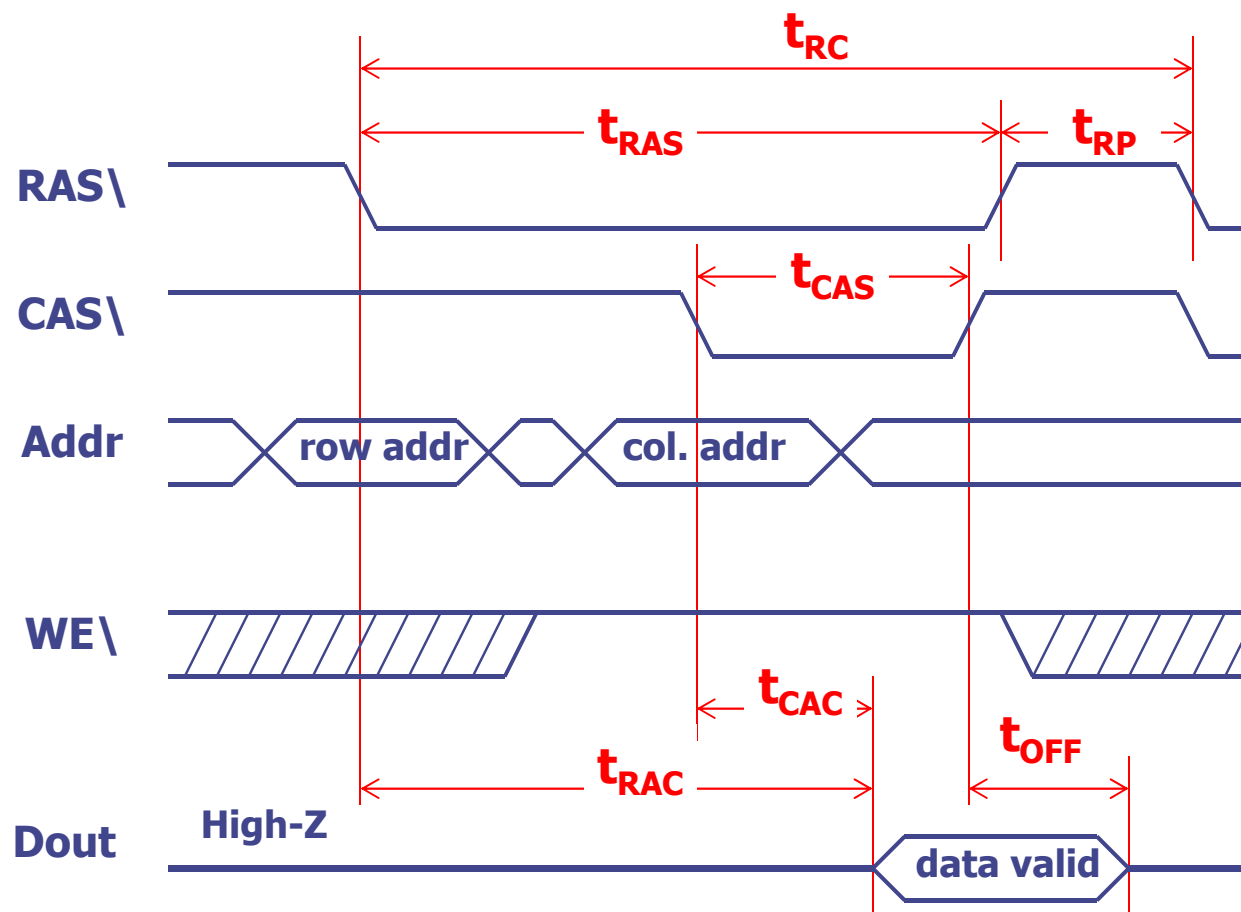 tRC
tRAS
tRP
RAS\
tCAS
CAS\
Addr
row addr
col. addr
WE\
tCAC
tOFF
tRAC
High-Z
Dout
data valid